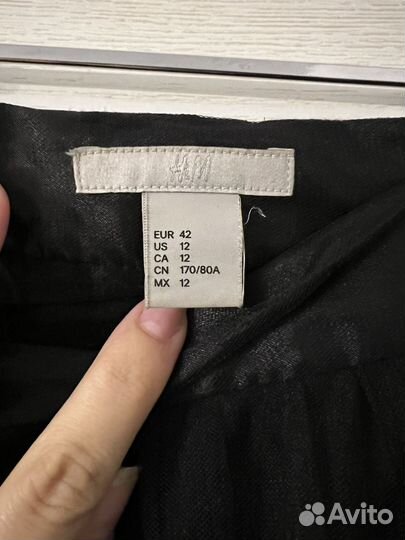 H&M
EUR 42
US 12
CA 12
CN 170/80A
MX 12
Avito